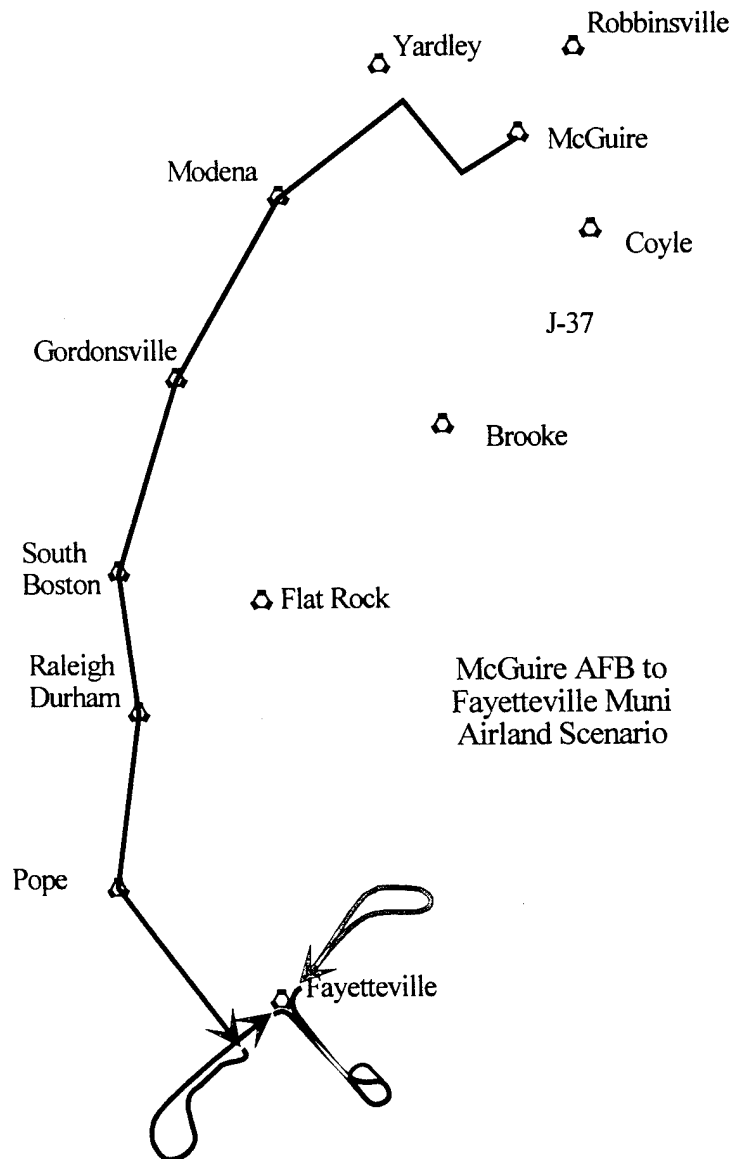 Robbinsville
Yardley
McGuire
Modena
Coyle
J-37
Gordonsville
Brooke
South
Boston
Flat Rock
Raleigh
Durham
McGuire AFB to
Fayetteville Muni
Airland Scenario
Pope
Fayetteville